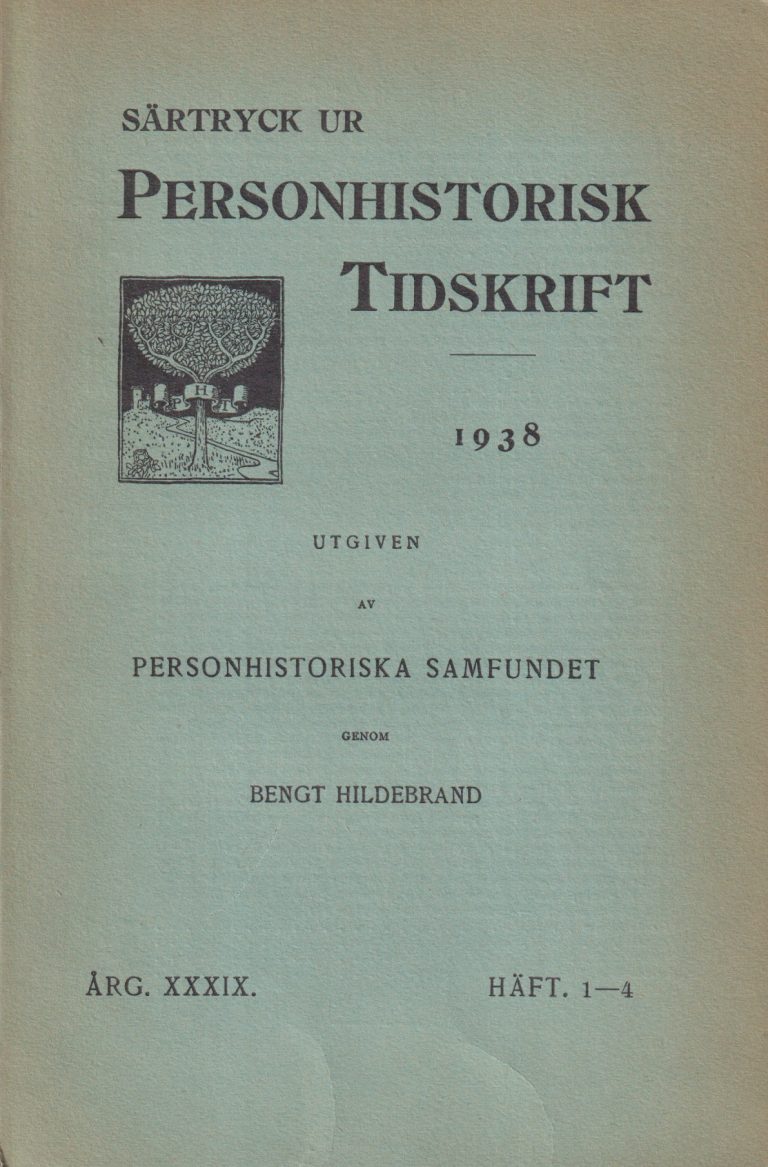 SÄRTRYCK UR
PERSONHISTORISK
TIDSKRIFT
P H T
1938
UTGIVEN
AV
PERSONHISTORISKA SAMFUNDET
GENOM
BENGT HILDEBRAND
ÅRG. XXXIX.
HÄFT. 1—4